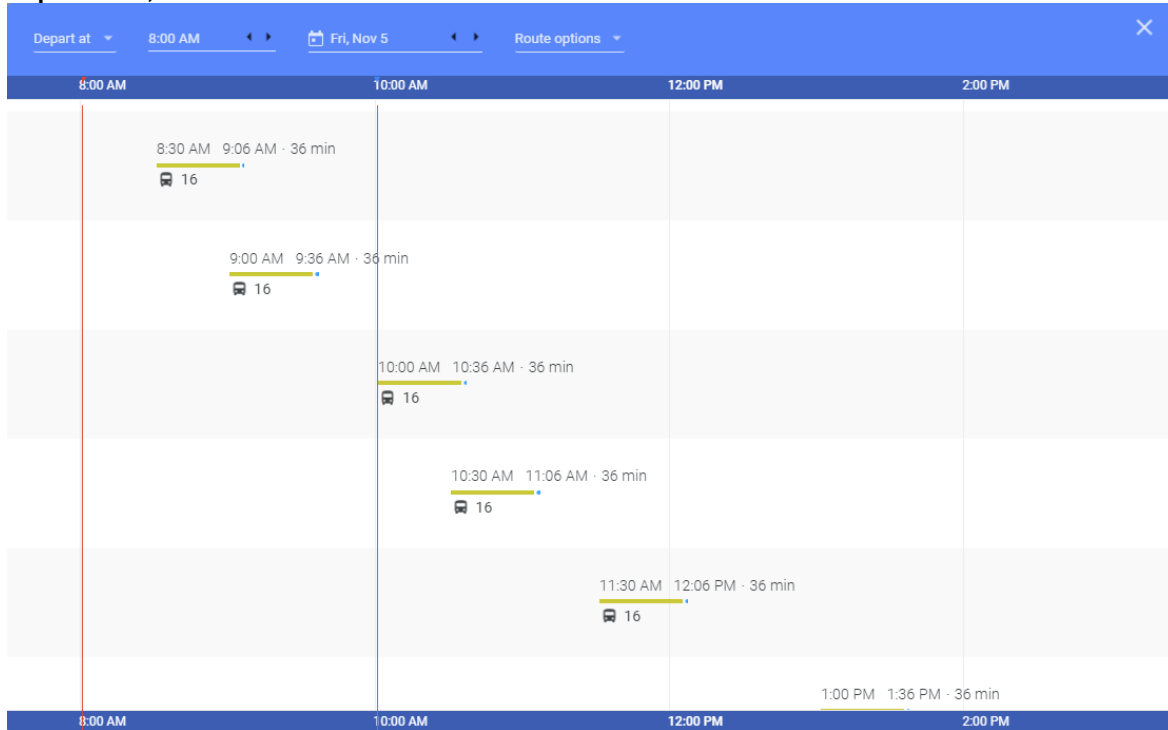 Depart at 8:00 AM Fri, Nov 5 Route options
8:00 AM 10:00 AM 12:00 PM 2:00 PM
8:30 AM 9:06 AM · 36 min
16
9:00 AM 9:36 AM · 36 min
16
10:00 AM 10:36 AM · 36 min
16
10:30 AM 11:06 AM · 36 min
16
11:30 AM 12:06 PM · 36 min
16
1:00 PM 1:36 PM · 36 min
8:00 AM 10:00 AM 12:00 PM 2:00 PM